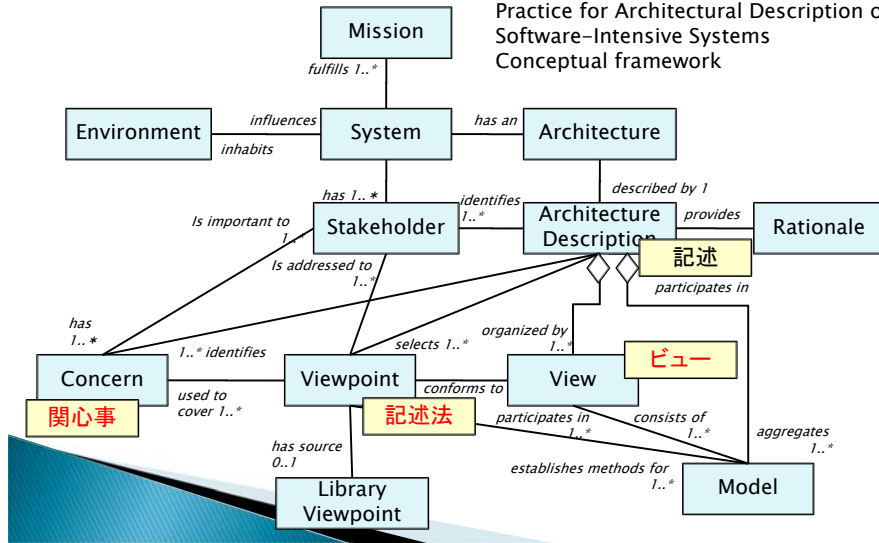 Practice for Architectural Description o
Software-Intensive Systems
Conceptual framework
Mission
fulfills 1..*
Environment
influences
inhabits
System
has an
Architecture
has 1..*
identifies
1..*
described by 1
Is important to
1..*
Stakeholder
Architecture
Description
provides
Rationale
記述
Is addressed to
1..*
participates in
has
1..*
1..* identifies
selects 1..*
organized by
1..*
Concern
used to
cover 1..*
Viewpoint
conforms to
View
ビュー
関心事
記述法
participates in
1..*
consists of
1..*
aggregates
1..*
has source
0..1
establishes methods for
1..*
Library
Viewpoint
Model